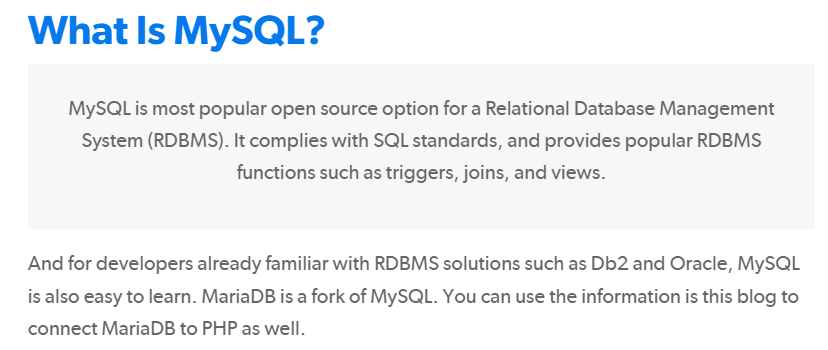 What Is MySQL?
MySQL is most popular open source option for a Relational Database Management
System (RDBMS). It complies with SQL standards, and provides popular RDBMS
functions such as triggers, joins, and views.
And for developers already familiar with RDBMS solutions such as Db2 and Oracle, MySQL
is also easy to learn. MariaDB is a fork of MySQL. You can use the information is this blog to
connect MariaDB to PHP as well.